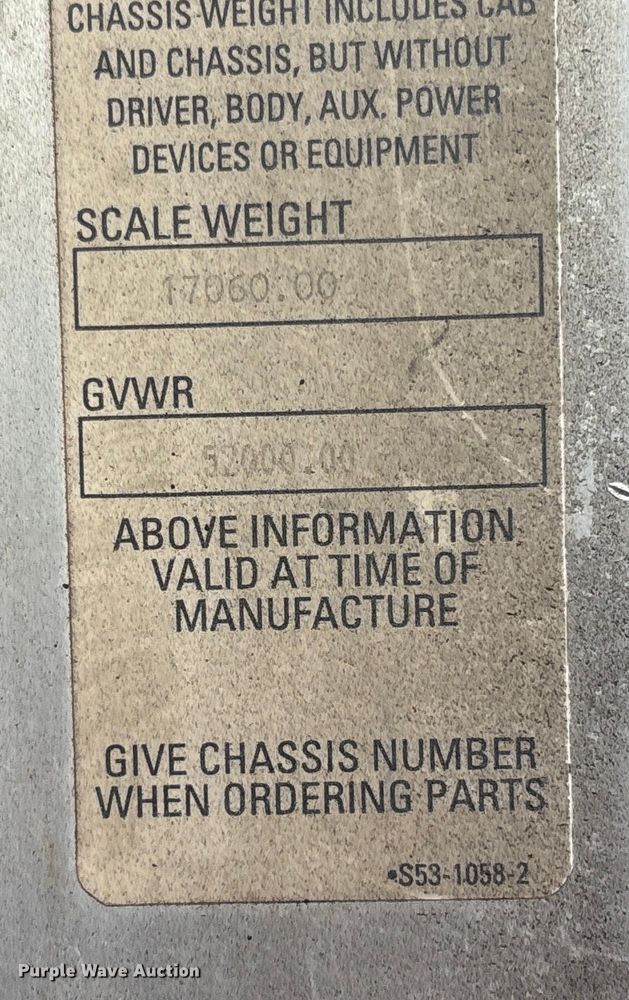 CHASSIS WEIGHT INCLUDES CAB
AND CHASSIS, BUT WITHOUT
DRIVER, BODY, AUX. POWER
DEVICES OR EQUIPMENT
SCALE WEIGHT
17060.00
GVWR
52000.00
ABOVE INFORMATION
VALID AT TIME OF
MANUFACTURE
GIVE CHASSIS NUMBER
WHEN ORDERING PARTS
•S53-1058-2
Purple Wave Auction